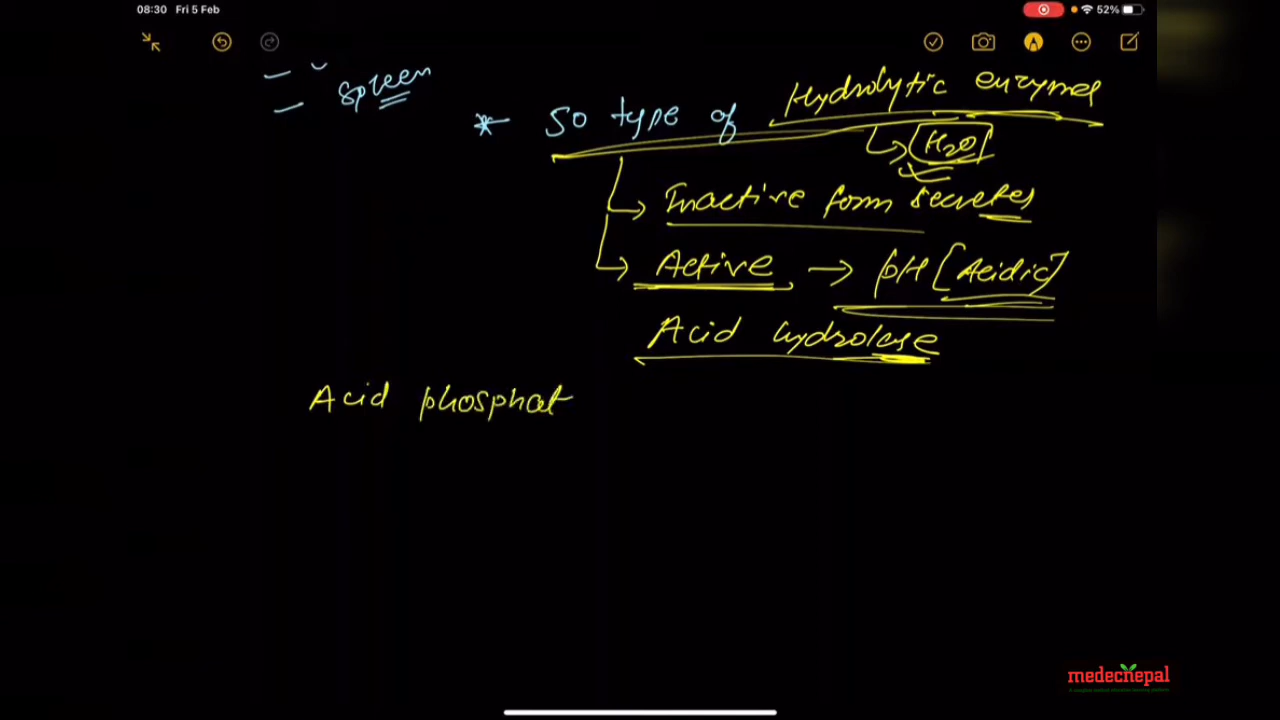 08:30 Fri 5 Feb 52%
spleen
* 50 type of Hydrolytic enzymes
H2O
Inactive form secretes
Active → pH [Acidic]
Acid hydrolase
Acid phosphat
medecnepal